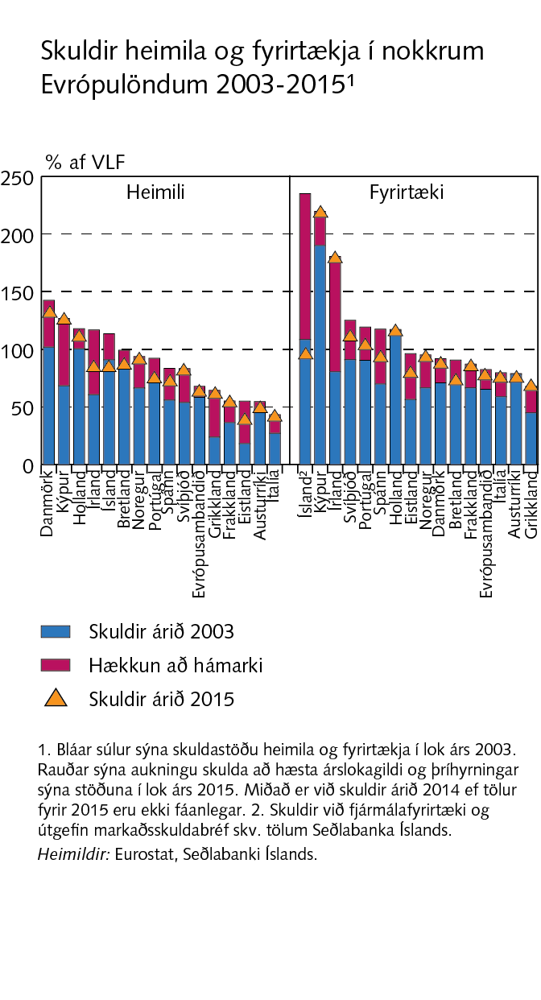 Skuldir heimila og fyrirtækja í nokkrum
Evrópulöndum 2003-2015¹
% af VLF
250
200
150
100
50
0
Heimili
Fyrirtæki
Danmörk
Kýpur
Holland
Írland
Ísland
Bretland
Noregur
Portúgal
Spánn
Svíþjóð
Evrópusambandið
Grikkland
Frakkland
Eistland
Austurríki
Ítalía
Ísland²
Kýpur
Írland
Svíþjóð
Portúgal
Spánn
Holland
Eistland
Noregur
Danmörk
Bretland
Frakkland
Evrópusambandið
Ítalía
Austurríki
Grikkland
Skuldir árið 2003
Hækkun að hámarki
Skuldir árið 2015
1. Bláar súlur sýna skuldastöðu heimila og fyrirtækja í lok árs 2003.
Rauðar sýna aukningu skulda að hæsta árslokagildi og þríhyrningar
sýna stöðuna í lok árs 2015. Miðað er við skuldir árið 2014 ef tölur
fyrir 2015 eru ekki fáanlegar. 2. Skuldir við fjármálafyrirtæki og
útgefin markaðsskuldabréf skv. tölum Seðlabanka Íslands.
Heimildir: Eurostat, Seðlabanki Íslands.